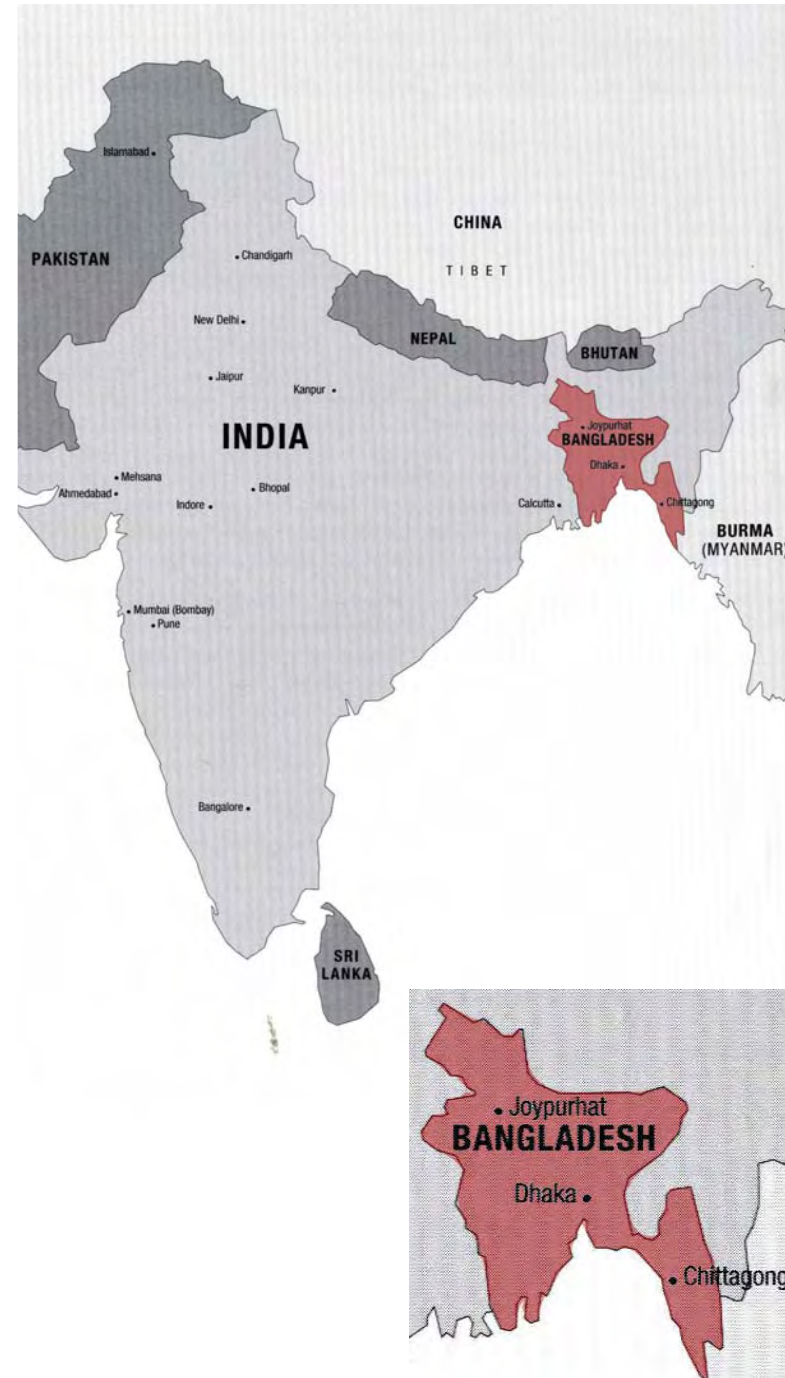 Islamabad
CHINA
PAKISTAN
Chandigarh
TIBET
New Delhi
NEPAL
BHUTAN
Jaipur
Kanpur
INDIA
Joypurhat
BANGLADESH
Dhaka
Mehsana
Ahmedabad
Bhopal
Indore
Calcutta
Chittagong
BURMA
(MYANMAR)
Mumbai (Bombay)
Pune
Bangalore
SRI
LANKA
Joypurhat
BANGLADESH
Dhaka
Chittagong